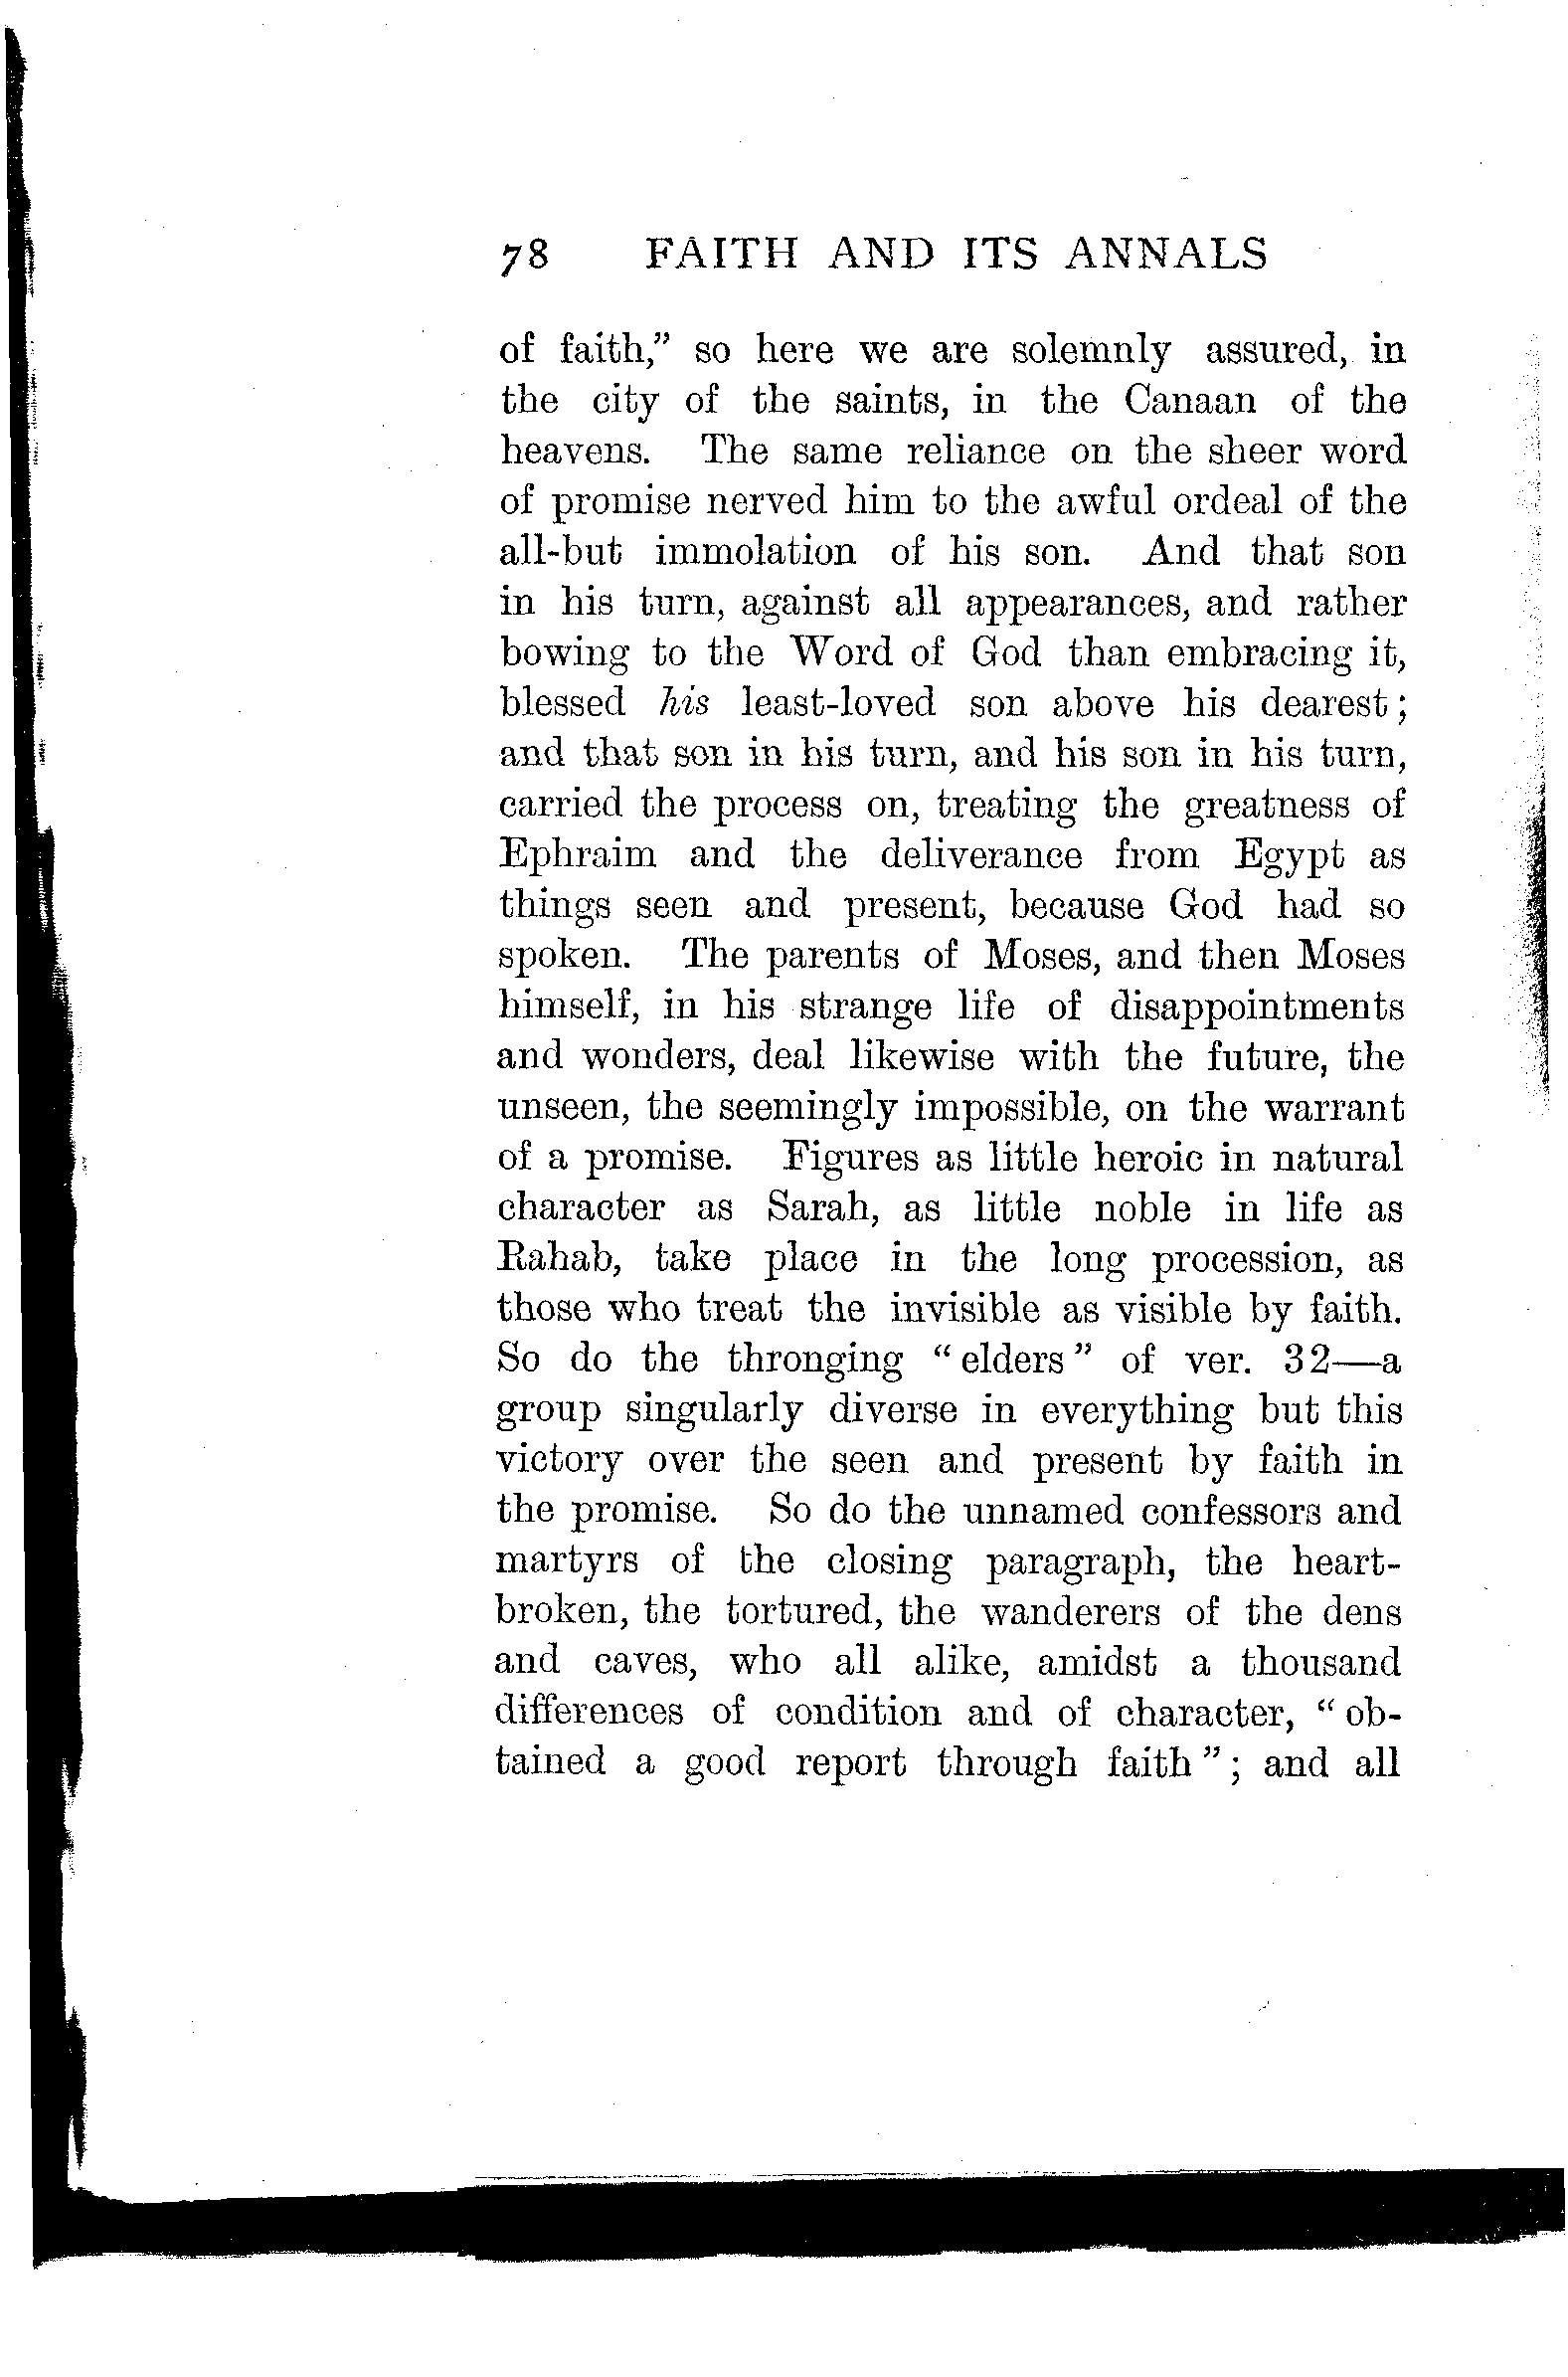 78 FAITH AND ITS ANNALS
of faith,” so here we are solemnly assured, in
the city of the saints, in the Canaan of the
heavens. The same reliance on the sheer word
of promise nerved him to the awful ordeal of the
all-but immolation of his son. And that son
in his turn, against all appearances, and rather
bowing to the Word of God than embracing it,
blessed his least-loved son above his dearest;
and that son in his turn, and his son in his turn,
carried the process on, treating the greatness of
Ephraim and the deliverance from Egypt as
things seen and present, because God had so
spoken. The parents of Moses, and then Moses
himself, in his strange life of disappointments
and wonders, deal likewise with the future, the
unseen, the seemingly impossible, on the warrant
of a promise. Figures as little heroic in natural
character as Sarah, as little noble in life as
Rahab, take place in the long procession, as
those who treat the invisible as visible by faith.
So do the thronging “elders” of ver. 32—a
group singularly diverse in everything but this
victory over the seen and present by faith in
the promise. So do the unnamed confessors and
martyrs of the closing paragraph, the heart-
broken, the tortured, the wanderers of the dens
and caves, who all alike, amidst a thousand
differences of condition and of character, “ob-
tained a good report through faith”; and all